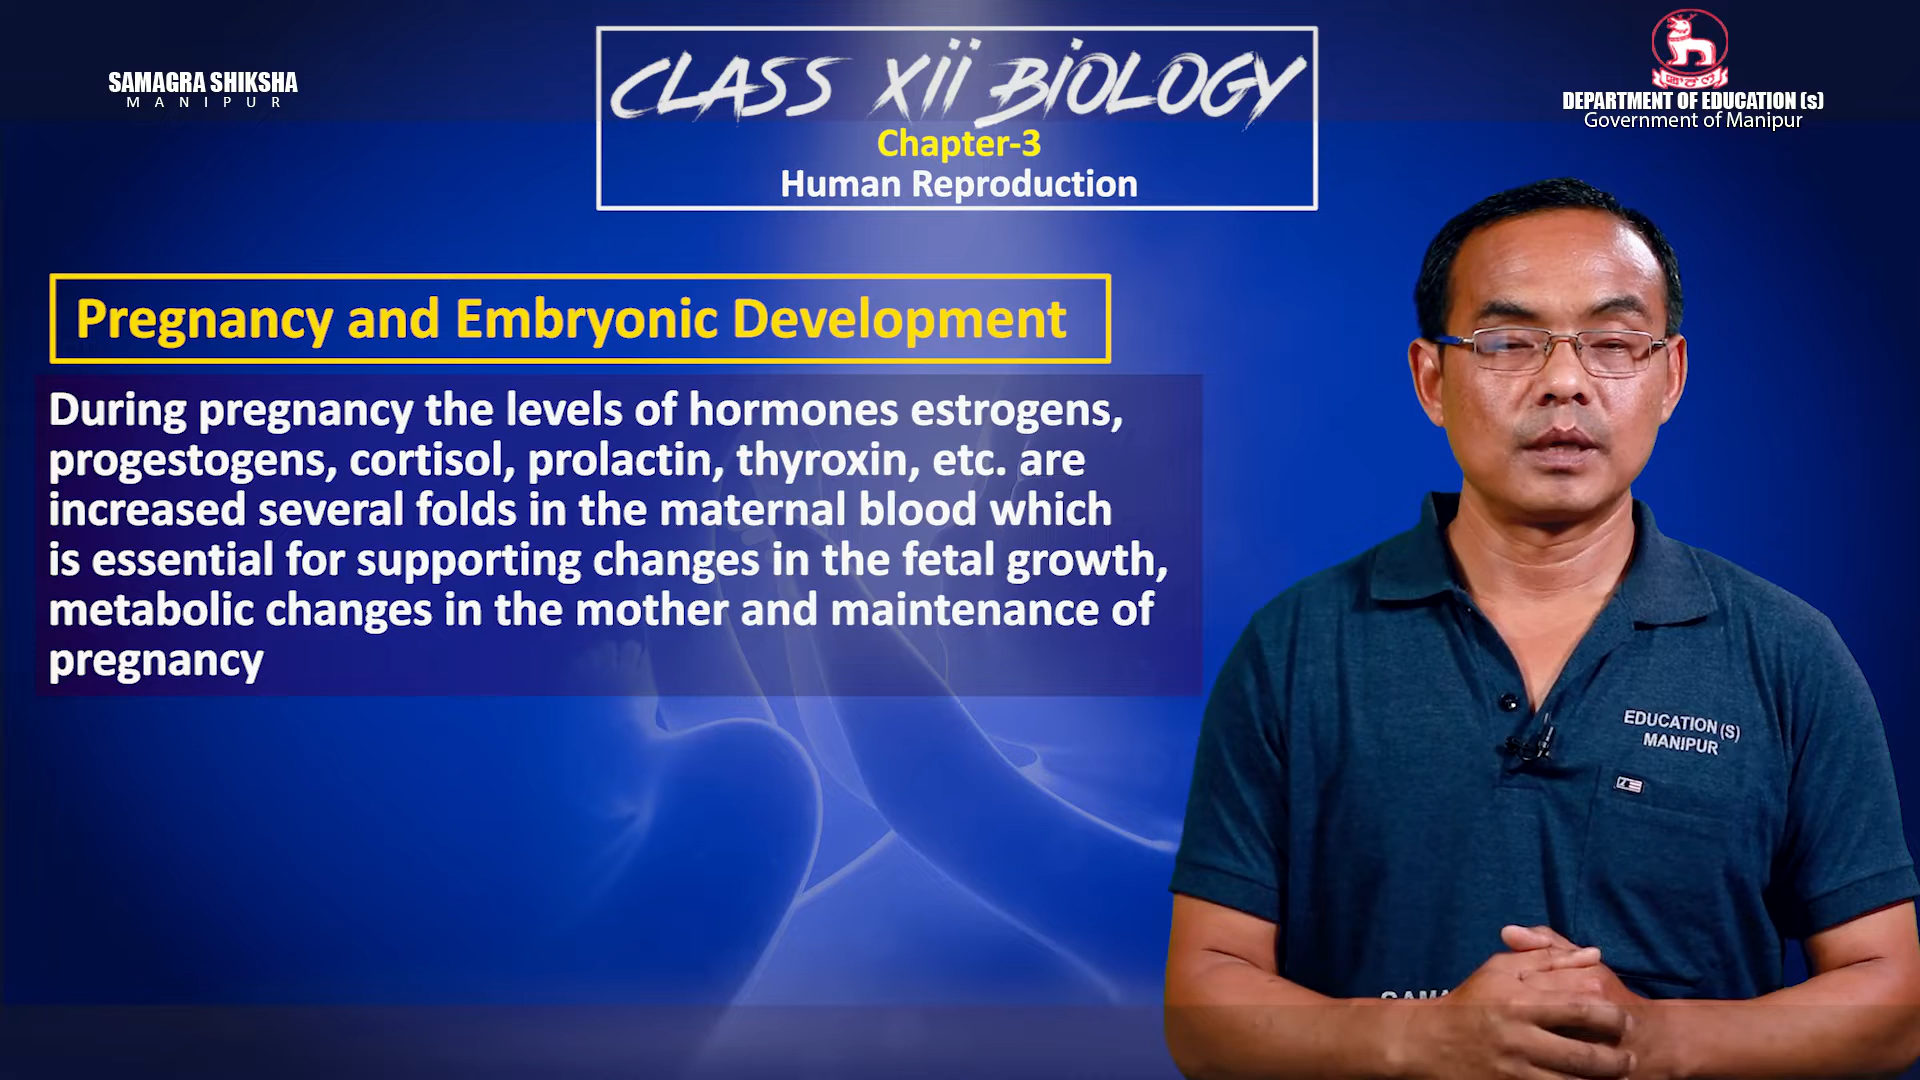 SAMAGRA SHIKSHA
MANIPUR
CLASS XII BIOLOGY
Chapter-3
Human Reproduction
DEPARTMENT OF EDUCATION (s)
Government of Manipur
Pregnancy and Embryonic Development
During pregnancy the levels of hormones estrogens,
progestogens, cortisol, prolactin, thyroxin, etc. are
increased several folds in the maternal blood which
is essential for supporting changes in the fetal growth,
metabolic changes in the mother and maintenance of
pregnancy
EDUCATION (S)
MANIPUR